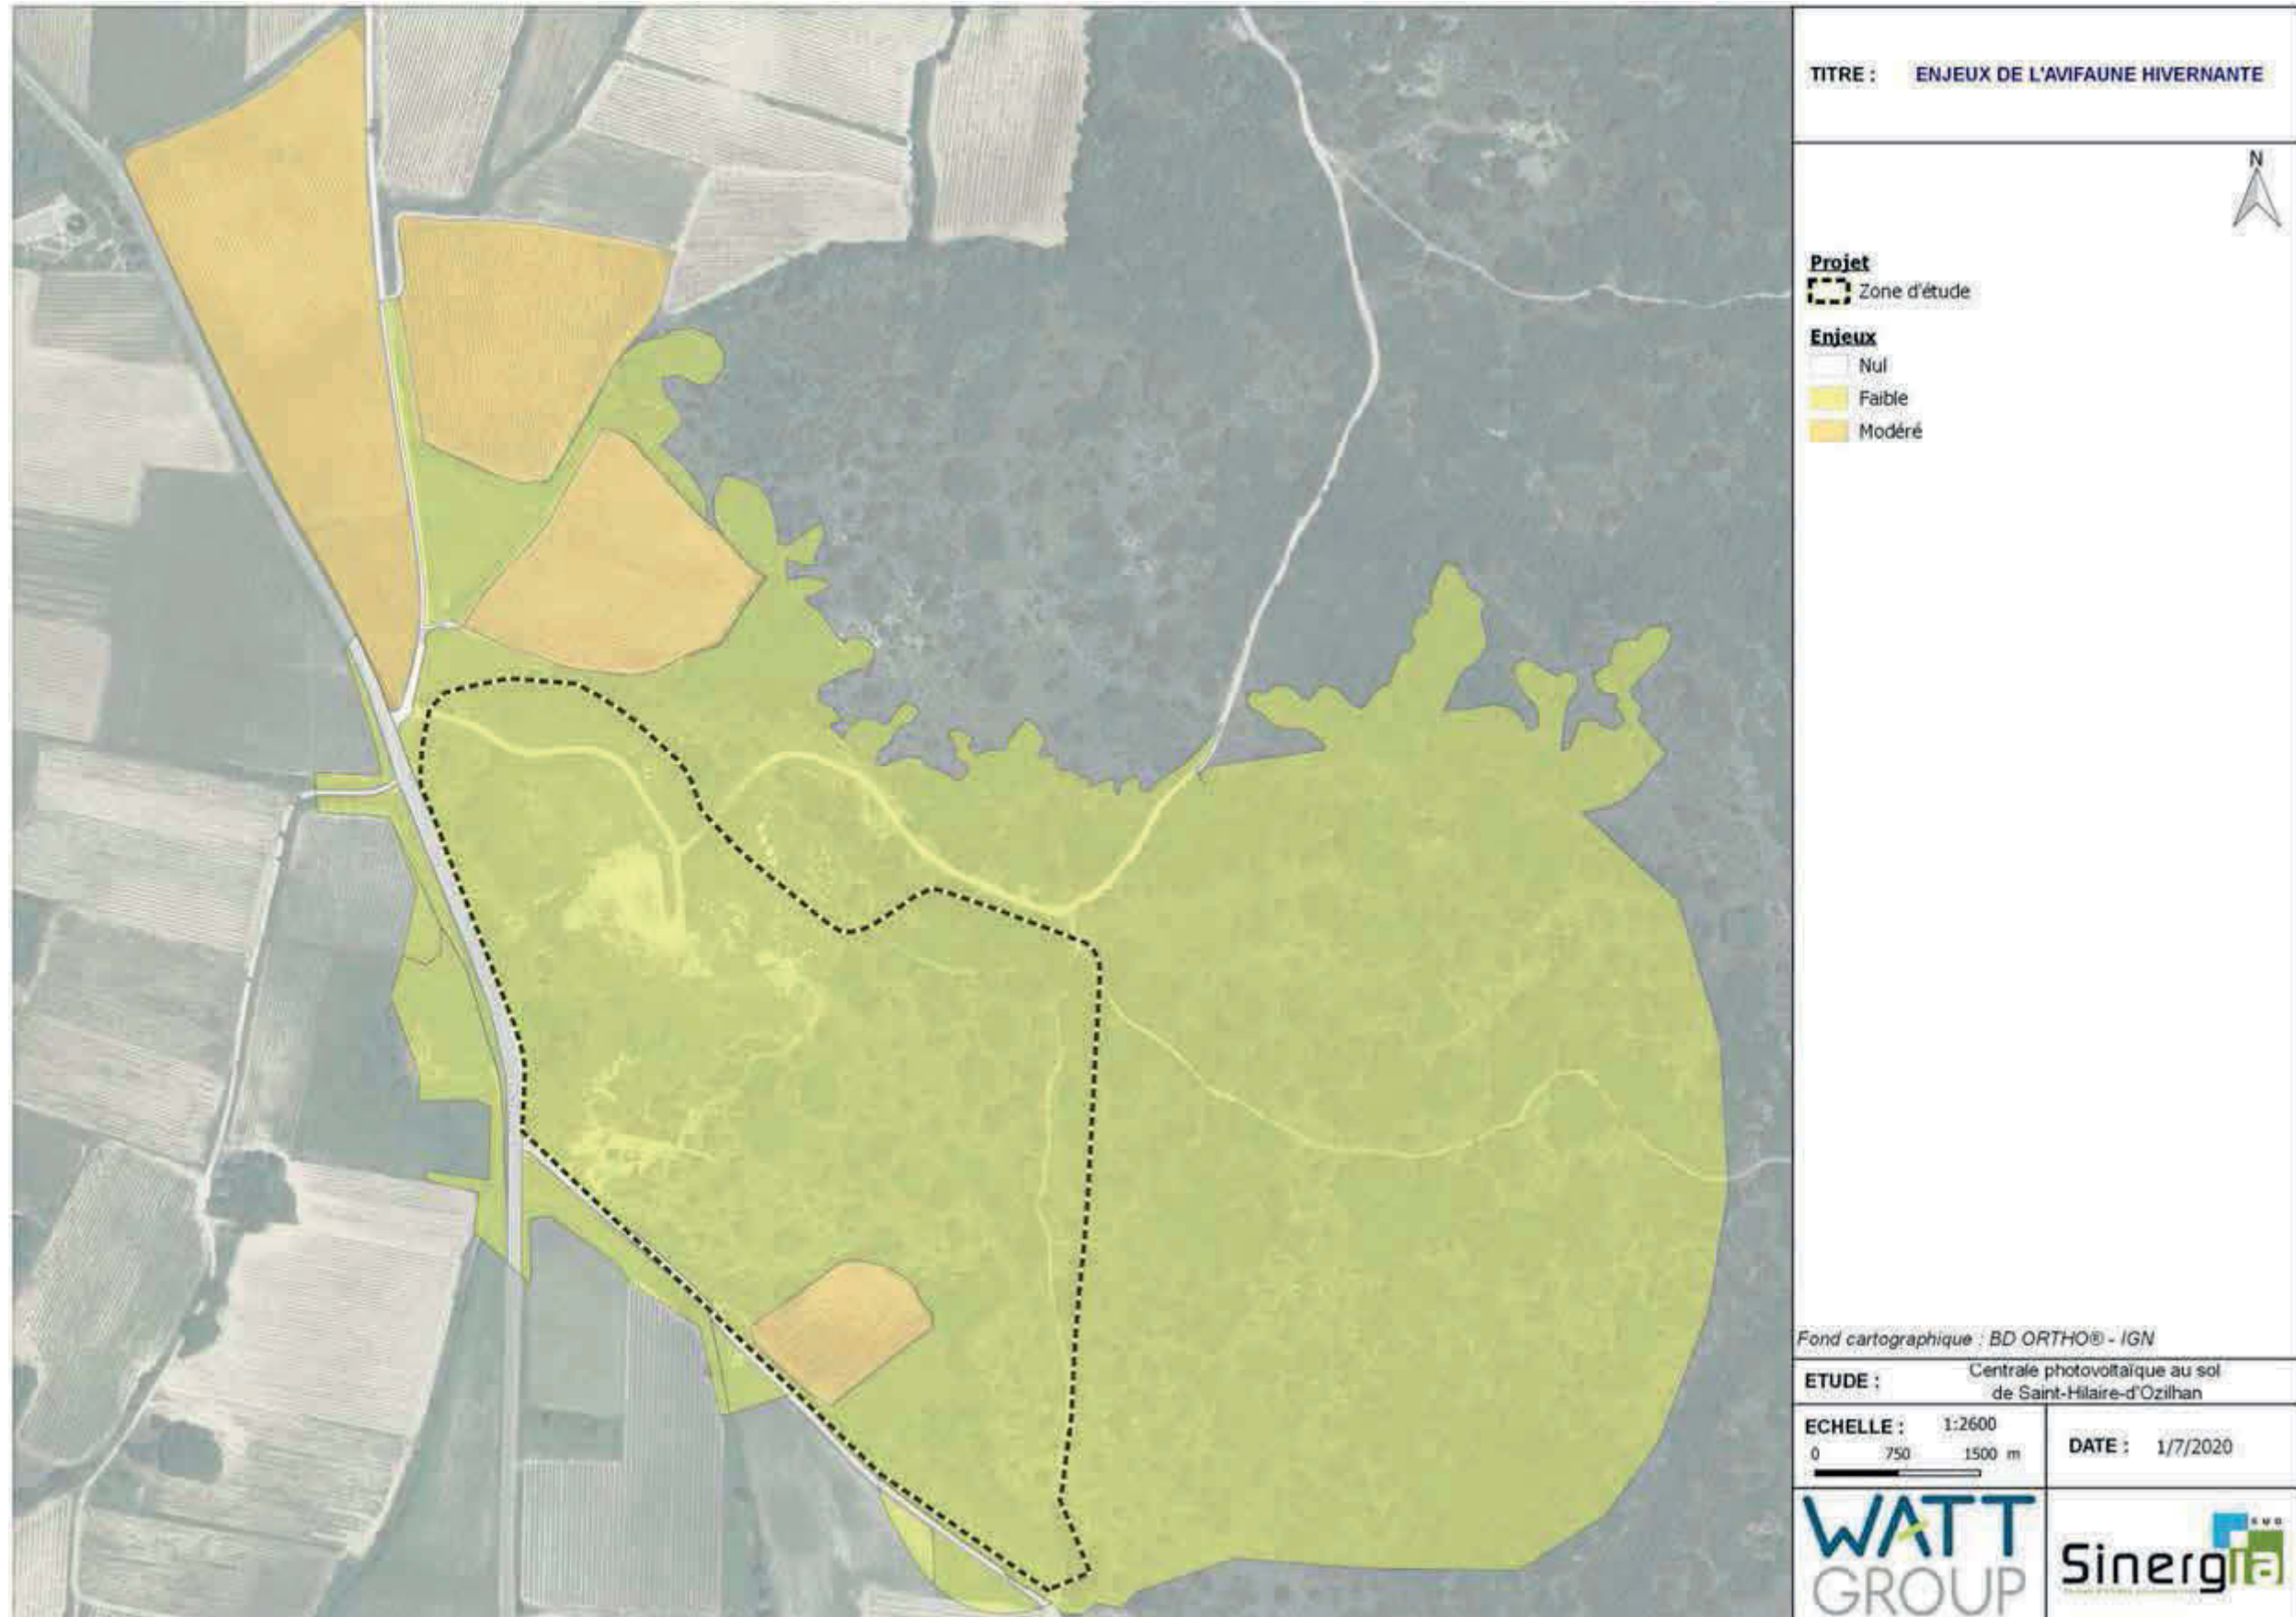 TITRE : ENJEUX DE L'AVIFAUNE HIVERNANTE
N
Projet
Zone d'étude
Enjeux
Nul
Faible
Modéré
Fond cartographique : BD ORTHO® - IGN
ETUDE : Centrale photovoltaïque au sol
de Saint-Hilaire-d'Ozilhan
ECHELLE : 1:2600
0 750 1500 m
DATE : 1/7/2020
WATT
GROUP
SUD
Sinergia